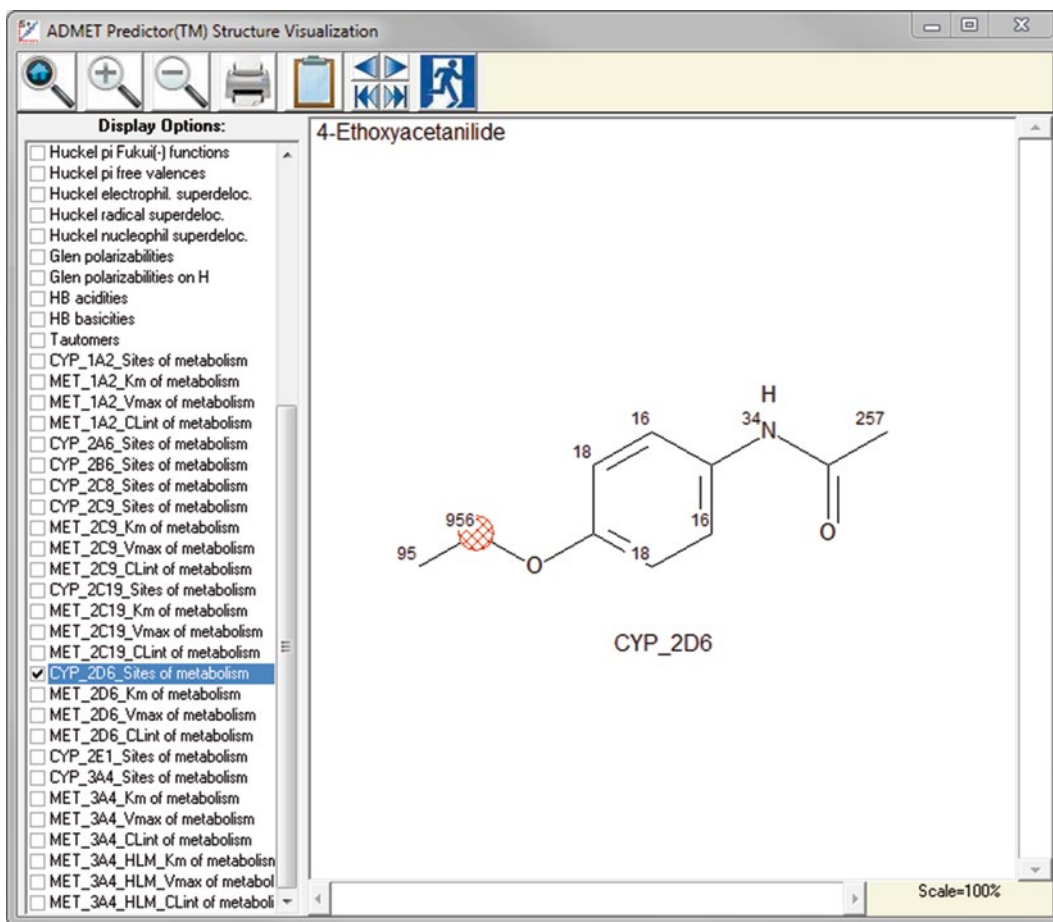 ADMET Predictor(TM) Structure Visualization
Display Options:
Huckel pi Fukui(-) functions
Huckel pi free valences
Huckel electrophil. superdeloc.
Huckel radical superdeloc.
Huckel nucleophil superdeloc.
Glen polarizabilities
Glen polarizabilities on H
HB acidities
HB basicities
Tautomers
CYP_1A2_Sites of metabolism
MET_1A2_Km of metabolism
MET_1A2_Vmax of metabolism
MET_1A2_CLint of metabolism
CYP_2A6_Sites of metabolism
CYP_2B6_Sites of metabolism
CYP_2C8_Sites of metabolism
CYP_2C9_Sites of metabolism
MET_2C9_Km of metabolism
MET_2C9_Vmax of metabolism
MET_2C9_CLint of metabolism
CYP_2C19_Sites of metabolism
MET_2C19_Km of metabolism
MET_2C19_Vmax of metabolism
MET_2C19_CLint of metabolism
CYP_2D6_Sites of metabolism
MET_2D6_Km of metabolism
MET_2D6_Vmax of metabolism
MET_2D6_CLint of metabolism
CYP_2E1_Sites of metabolism
CYP_3A4_Sites of metabolism
MET_3A4_Km of metabolism
MET_3A4_Vmax of metabolism
MET_3A4_CLint of metabolism
MET_3A4_HLM_Km of metabolism
MET_3A4_HLM_Vmax of metabol
MET_3A4_HLM_CLint of metaboli
4-Ethoxyacetanilide
H
16 34 N 257
18
956 16 O
95 O 18
CYP_2D6
Scale=100%